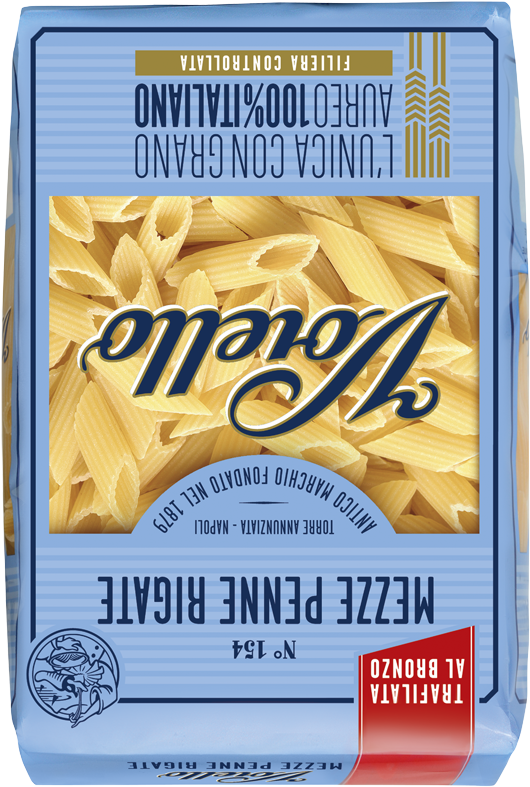 Voiello
MEZZE PENNE RIGATE
TRAFILATA
AL BRONZO
N° 154
MEZZE PENNE RIGATE
TORRE ANNUNZIATA - NAPOLI
ANTICO MARCHIO FONDATO NEL 1879
Voiello
L'UNICA CON GRANO
AUREO 100% ITALIANO
FILIERA CONTROLLATA